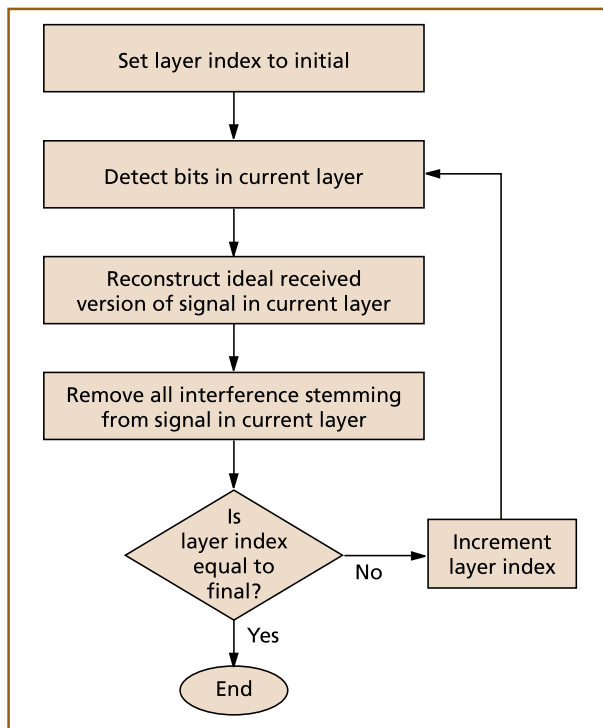 Set layer index to initial
Detect bits in current layer
Reconstruct ideal received
version of signal in current layer
Remove all interference stemming
from signal in current layer
Is
layer index
equal to
final?
No
Increment
layer index
Yes
End